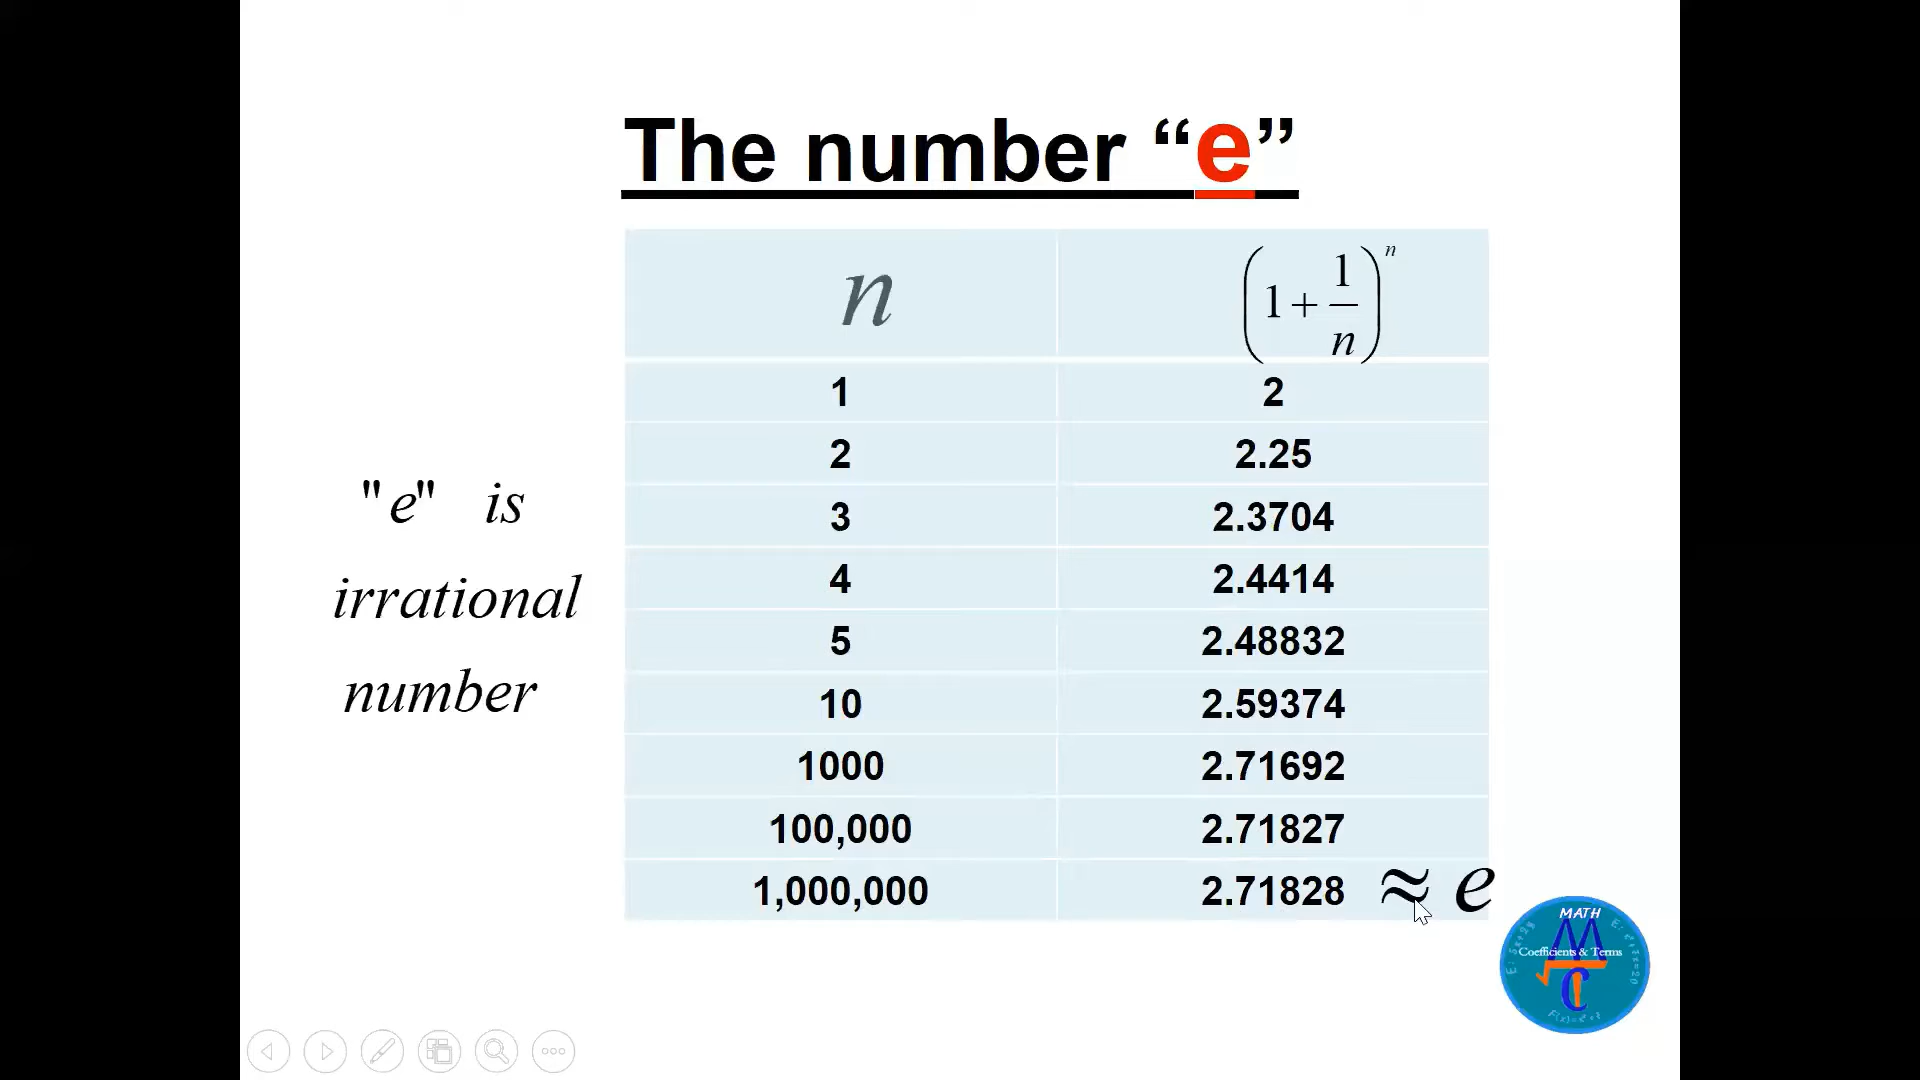 The number “e”
n (1 + 1/n)^n
1 2
2 2.25
3 2.3704
4 2.4414
5 2.48832
10 2.59374
1000 2.71692
100,000 2.71827
1,000,000 2.71828 ≈ e
"e" is
irrational
number
MATH
Coefficients & Terms